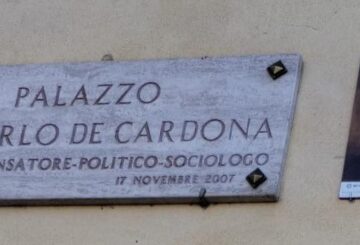 PALAZZO
RLO DE CARDONA
NSATORE-POLITICO-SOCIOLOGO
17 NOVEMBRE 2007